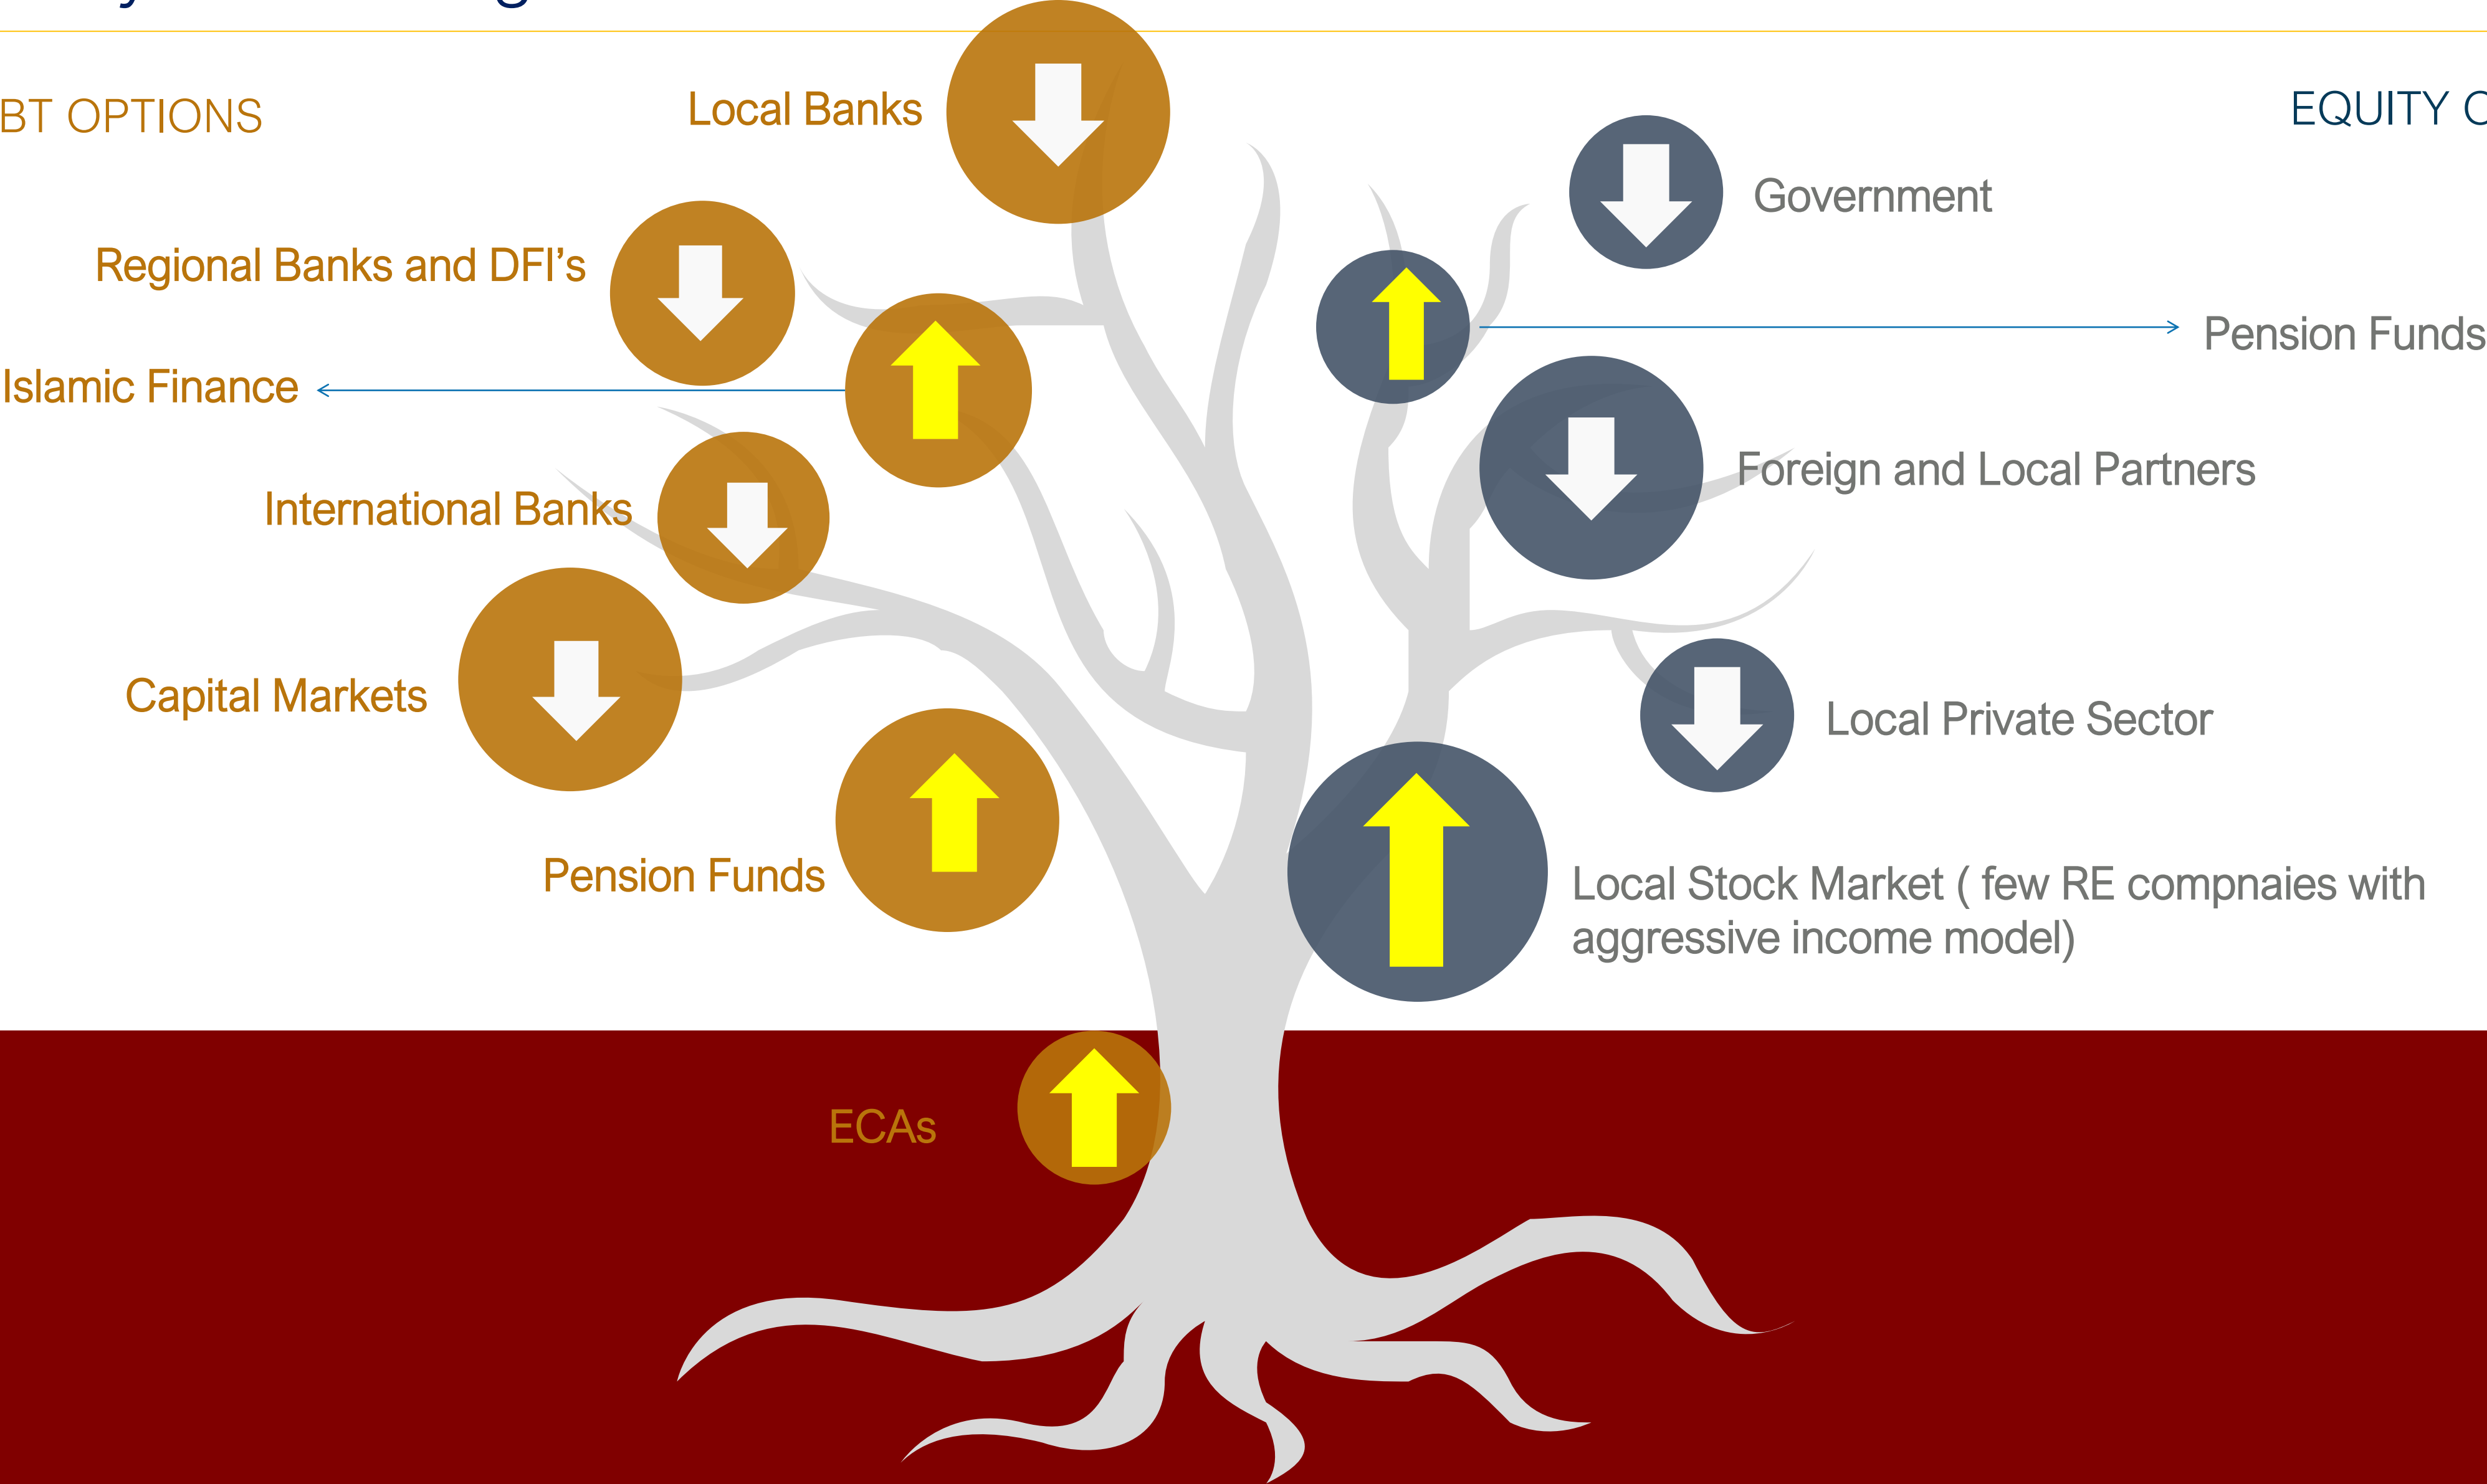 BT OPTIONS
EQUITY
Local Banks
Government
Regional Banks and DFI's
Pension Funds
Islamic Finance
Foreign and Local Partners
International Banks
Capital Markets
Local Private Sector
Pension Funds
Local Stock Market ( few RE compnaies with
aggressive income model)
ECAs